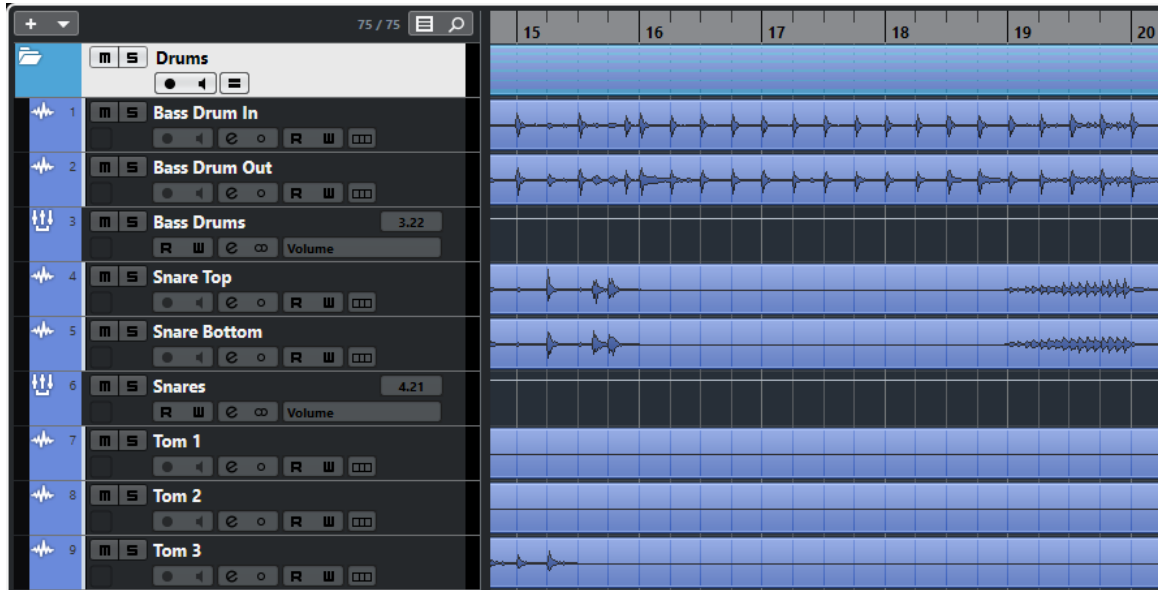 75 / 75
15 16 17 18 19 20
m S Drums
1 m S Bass Drum In
e R W
2 m S Bass Drum Out
e R W
3 m S Bass Drums 3.22
R W e Volume
4 m S Snare Top
e R W
5 m S Snare Bottom
e R W
6 m S Snares 4.21
R W e Volume
7 m S Tom 1
e R W
8 m S Tom 2
e R W
9 m S Tom 3
e R W